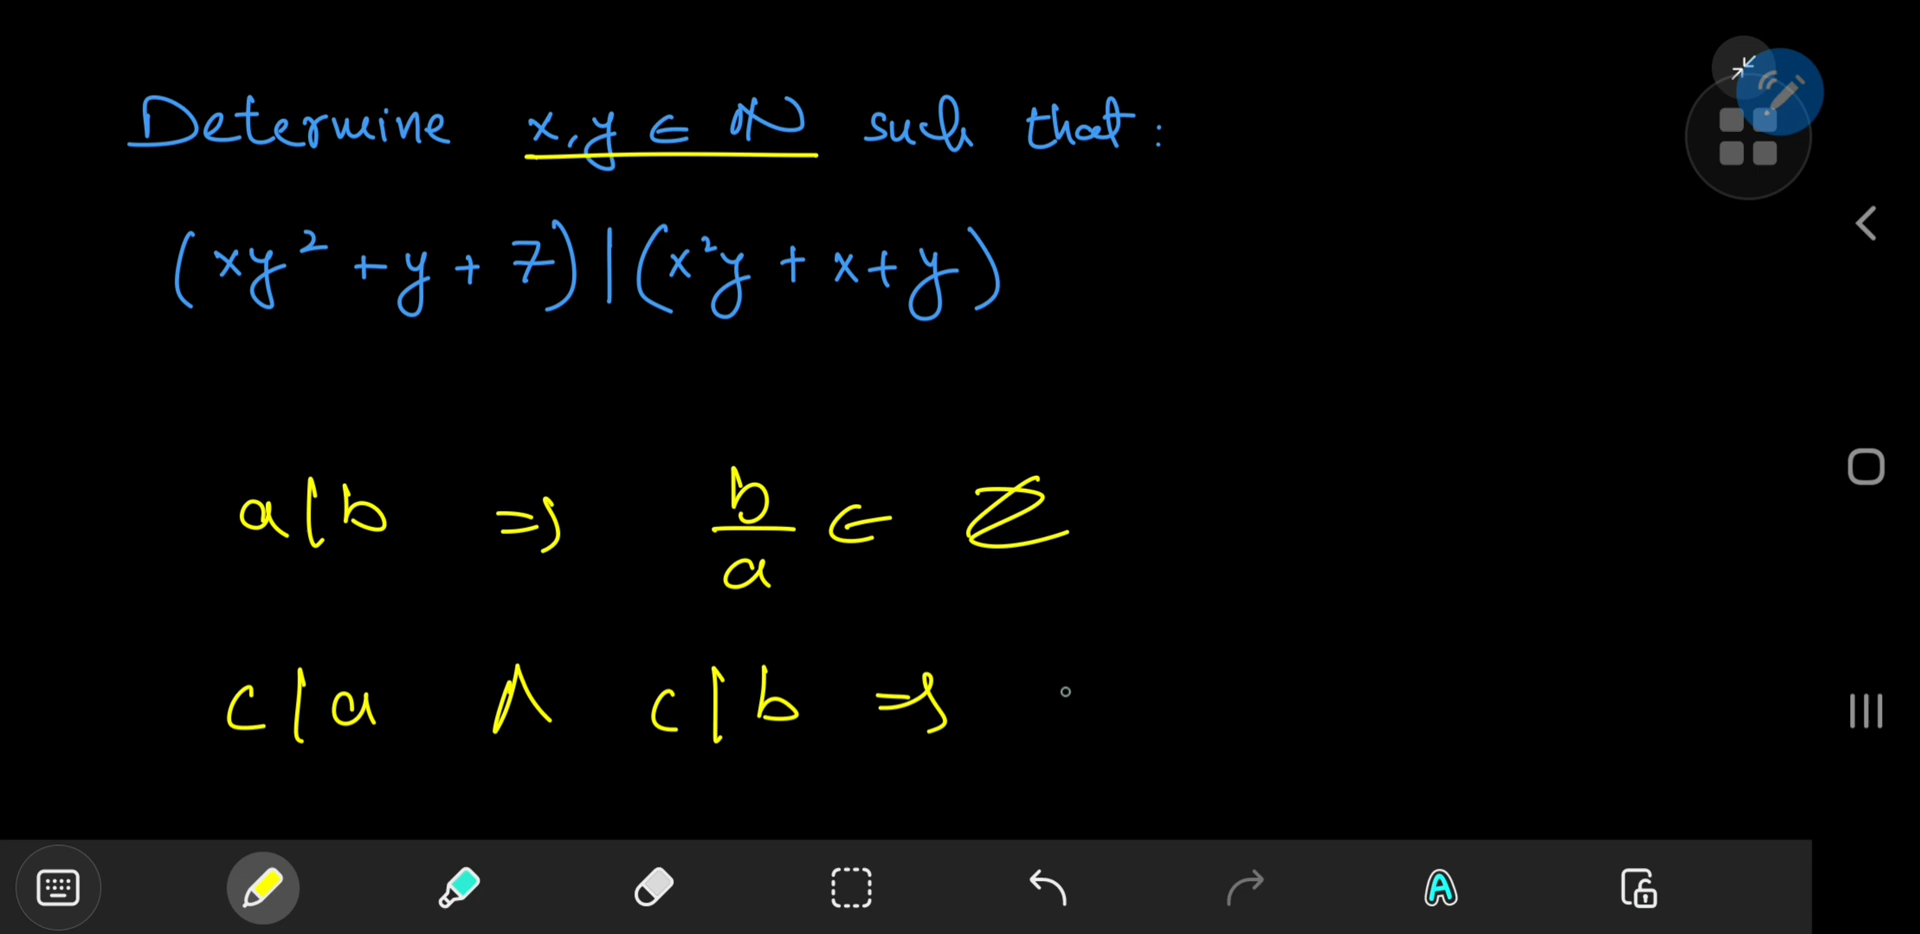 Determine x,y ∈ ℕ such that:
(xy² + y + 7) | (x²y + x + y)
a|b ⇒ b/a ∈ ℤ
c|a ∧ c|b ⇒
A